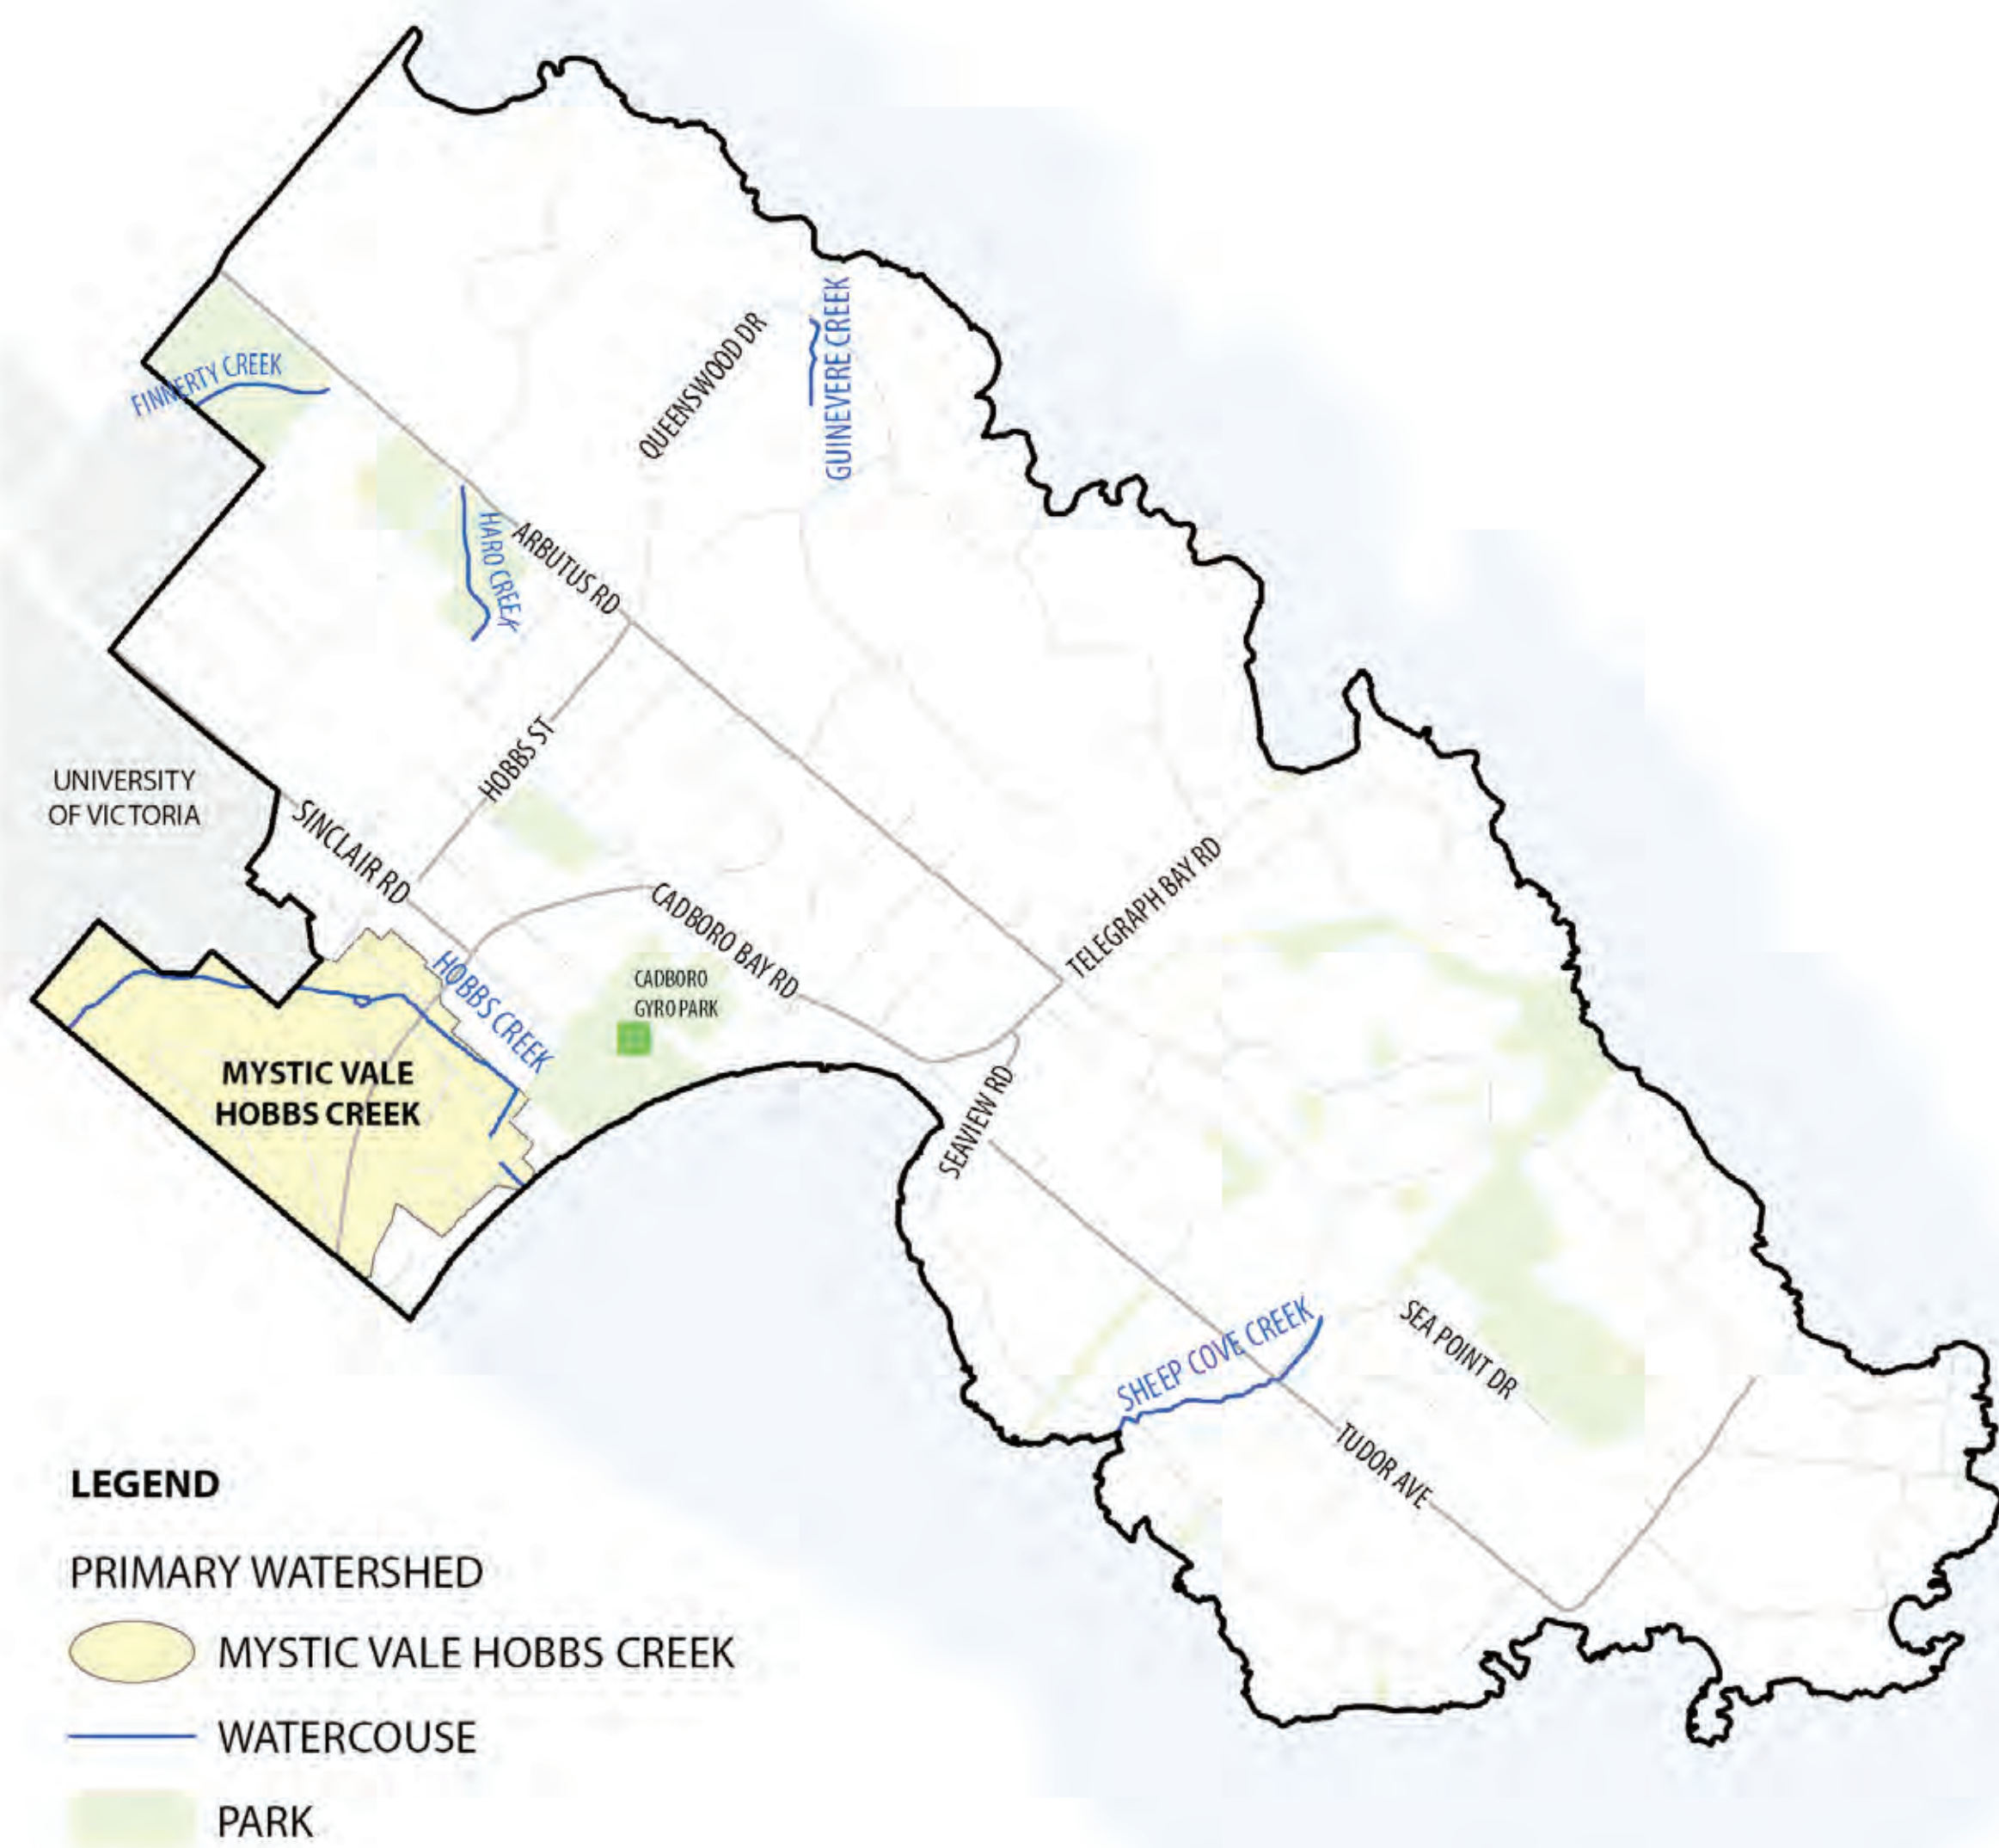 FINNERTY CREEK
QUEENSWOOD DR
GUINEVERE CREEK
HARO CREEK
ARBUTUS RD
HOBBS ST
UNIVERSITY
OF VICTORIA
SINCLAIR RD
CADBORO BAY RD
TELEGRAPH BAY RD
HOBBS CREEK
CADBORO
GYRO PARK
MYSTIC VALE
HOBBS CREEK
SEAVIEW RD
SHEEP COVE CREEK
SEA POINT DR
TUDOR AVE
LEGEND
PRIMARY WATERSHED
MYSTIC VALE HOBBS CREEK
WATERCOUSE
PARK